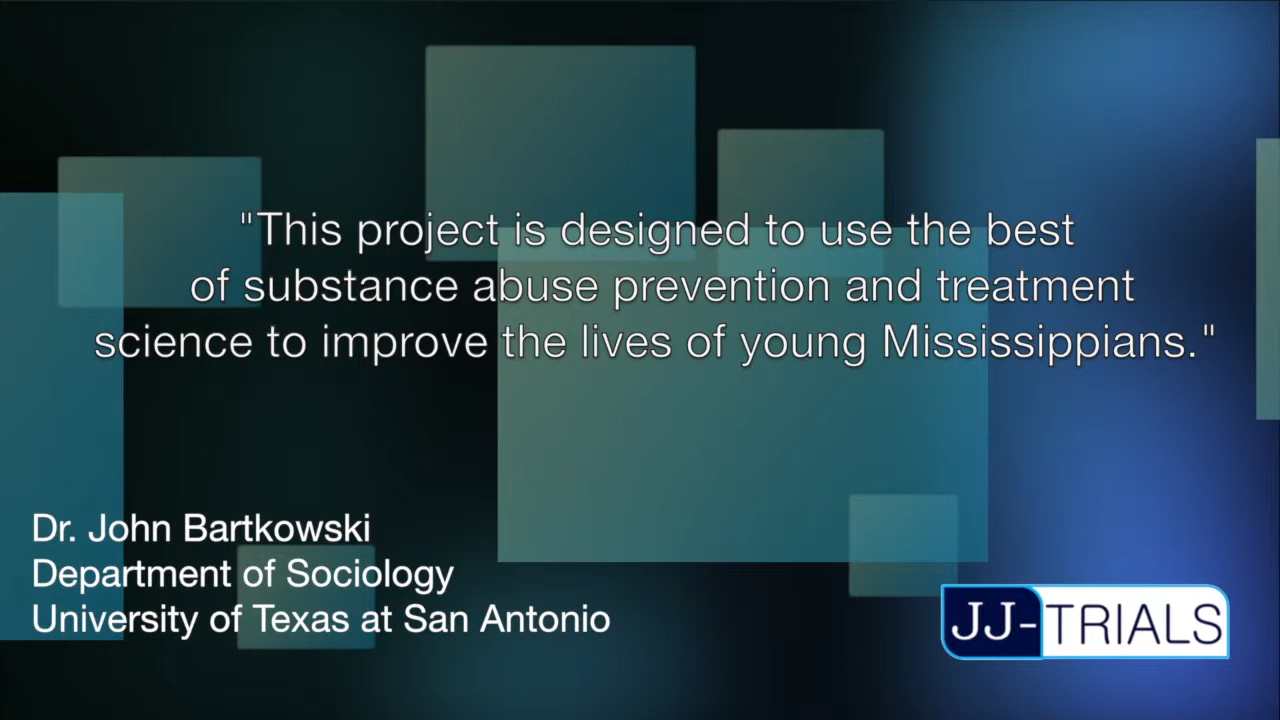 "This project is designed to use the best
of substance abuse prevention and treatment
science to improve the lives of young Mississippians."
Dr. John Bartkowski
Department of Sociology
University of Texas at San Antonio
JJ-TRIALS